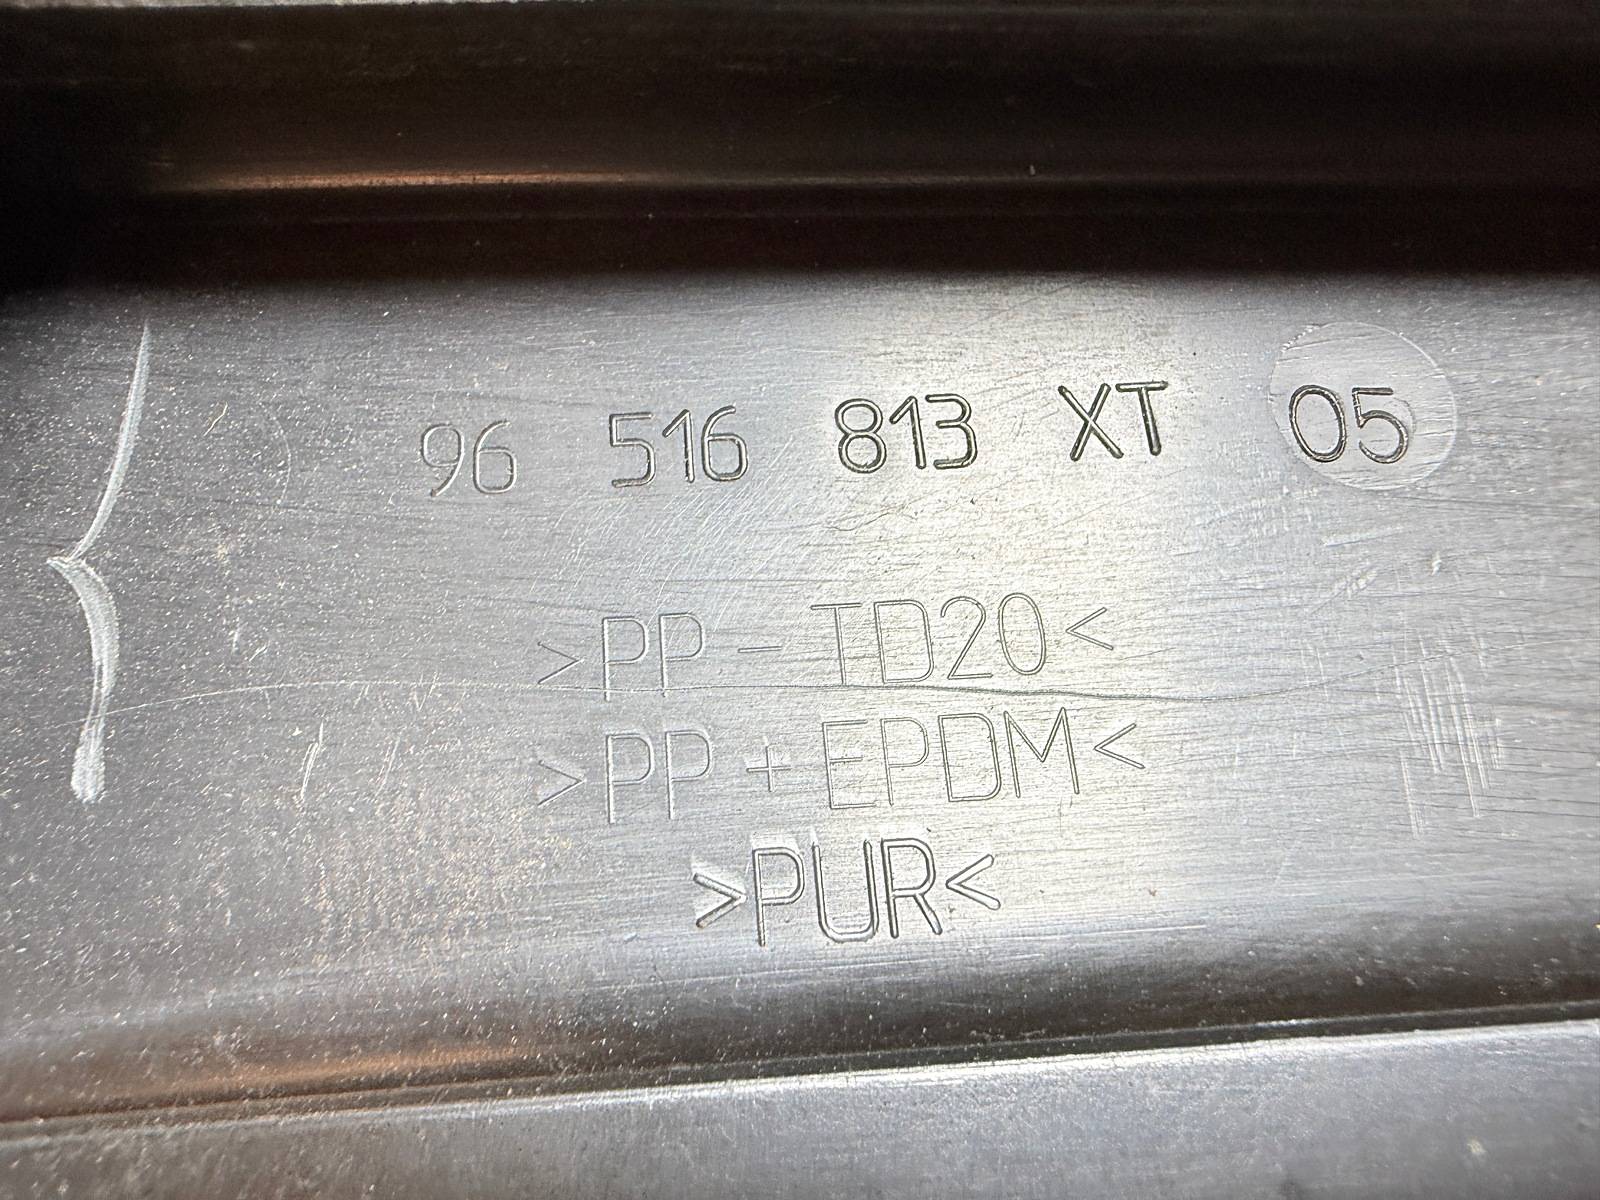 96 516 813 XT 05
>PP-TD20<
>PP+EPDM<
>PUR<